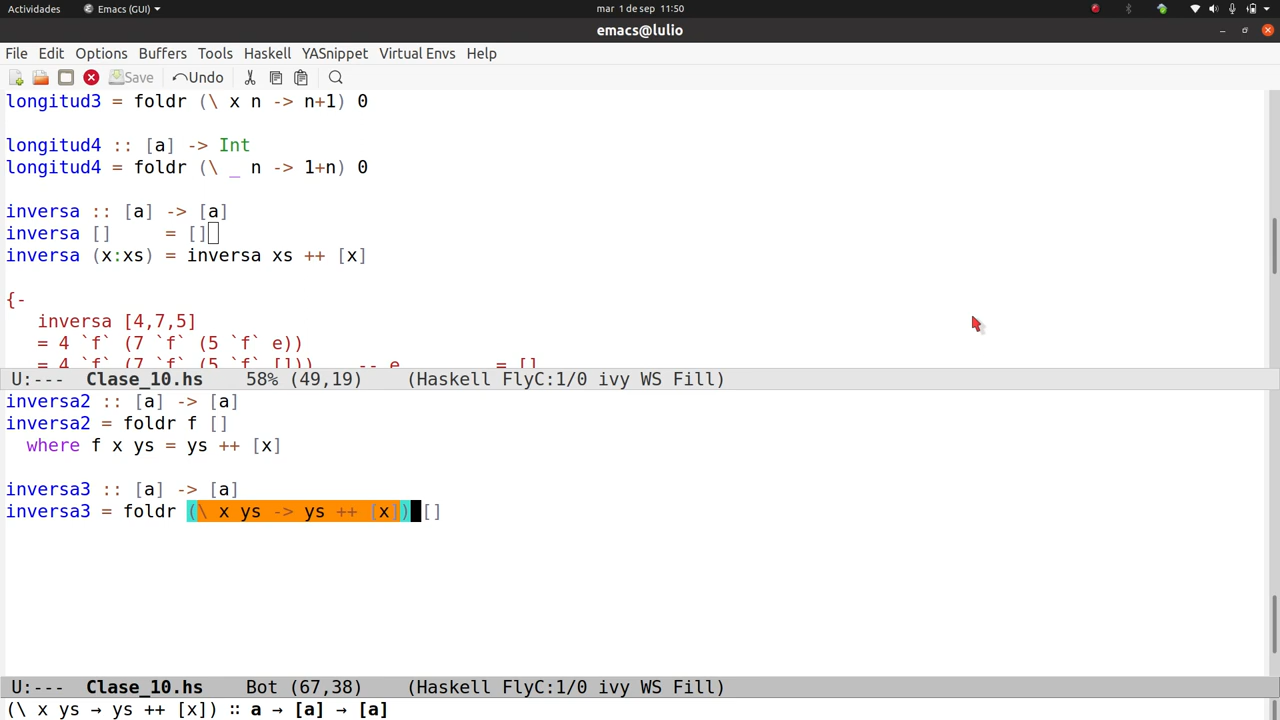 Actividades Emacs (GUI) mar 1 de sep 11:50
emacs@lulio
File Edit Options Buffers Tools Haskell YASnippet Virtual Envs Help
Save Undo
longitud3 = foldr (\ x n -> n+1) 0
longitud4 :: [a] -> Int
longitud4 = foldr (\ _ n -> 1+n) 0
inversa :: [a] -> [a]
inversa []     = []
inversa (x:xs) = inversa xs ++ [x]
{-
   inversa [4,7,5]
   = 4 `f` (7 `f` (5 `f` e))
   = 4 `f` (7 `f` (5 `f` []))    -- e         = []
U:---  Clase_10.hs    58% (49,19)    (Haskell FlyC:1/0 ivy WS Fill)
inversa2 :: [a] -> [a]
inversa2 = foldr f []
  where f x ys = ys ++ [x]
inversa3 :: [a] -> [a]
inversa3 = foldr (\ x ys -> ys ++ [x]) []
U:---  Clase_10.hs    Bot (67,38)    (Haskell FlyC:1/0 ivy WS Fill)
(\ x ys → ys ++ [x]) ∷ a → [a] → [a]